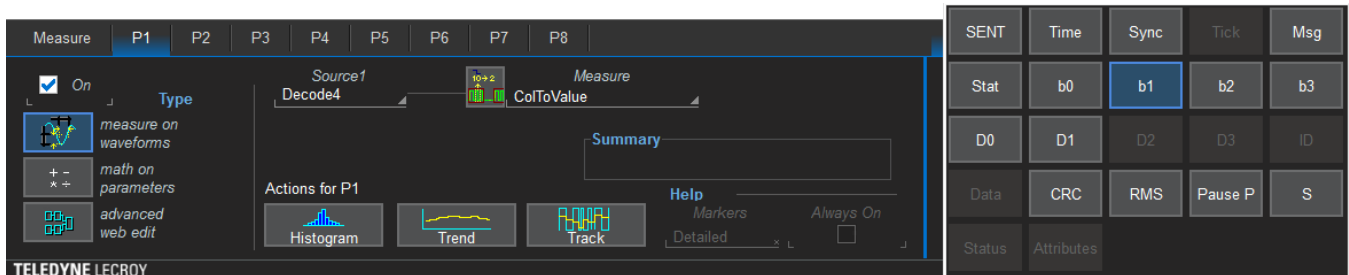 Measure P1 P2 P3 P4 P5 P6 P7 P8
On
Type
measure on
waveforms
math on
parameters
advanced
web edit
Source1
Decode4
10→2
Measure
ColToValue
Summary
Actions for P1
Histogram
Trend
Track
Help
Markers
Detailed
Always On
TELEDYNE LECROY
SENT Time Sync Tick Msg
Stat b0 b1 b2 b3
D0 D1 D2 D3 ID
Data CRC RMS Pause P S
Status Attributes